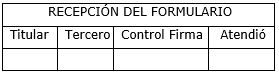 RECEPCIÓN DEL FORMULARIO
Titular Tercero Control Firma Atendió